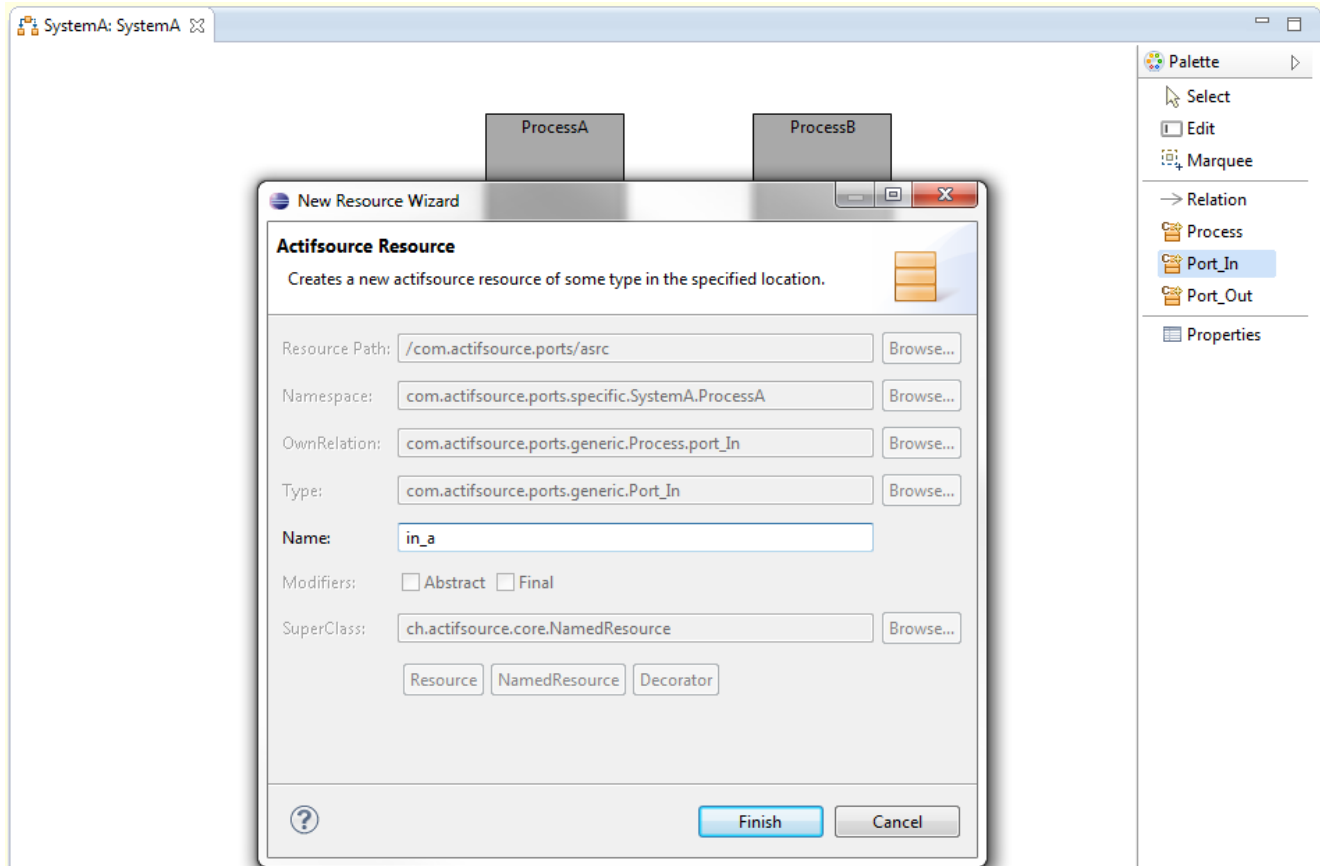 SystemA: SystemA
Palette
Select
Edit
Marquee
Relation
Process
Port_In
Port_Out
Properties
ProcessA
ProcessB
New Resource Wizard
Actifsource Resource
Creates a new actifsource resource of some type in the specified location.
Resource Path: /com.actifsource.ports/asrc Browse...
Namespace: com.actifsource.ports.specific.SystemA.ProcessA Browse...
OwnRelation: com.actifsource.ports.generic.Process.port_In Browse...
Type: com.actifsource.ports.generic.Port_In Browse...
Name: in_a
Modifiers: Abstract Final
SuperClass: ch.actifsource.core.NamedResource Browse...
Resource NamedResource Decorator
? Finish Cancel